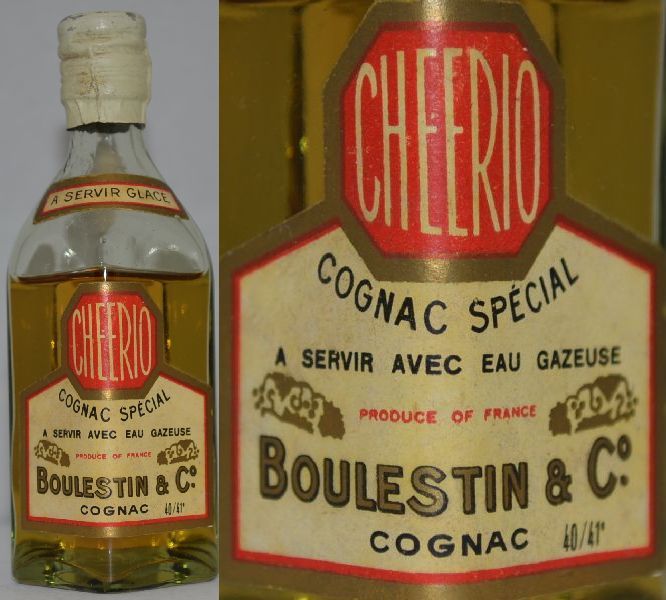 A SERVIR GLACE
CHEERIO
COGNAC SPÉCIAL
A SERVIR AVEC EAU GAZEUSE
PRODUCE OF FRANCE
BOULESTIN & Cº
COGNAC 40/41°
CHEERIO
COGNAC SPÉCIAL
A SERVIR AVEC EAU GAZEUSE
PRODUCE OF FRANCE
BOULESTIN & Cº
COGNAC 40/41°